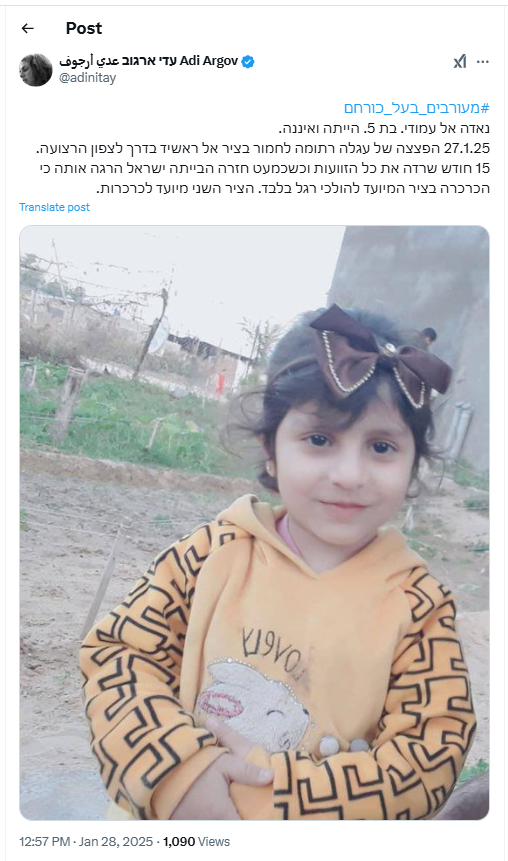 Post
עדי ארגוב عدي أرجوف Adi Argov
@adinitay
#מעורבים_בעל_כורחם
נאדה אל עמודי. בת 5. הייתה ואיננה.
27.1.25 הפצצה של עגלה רתומה לחמור בציר אל ראשיד בדרך לצפון הרצועה.
15 חודש שרדה את כל הזוועות וכשכמעט חזרה הבייתה ישראל הרגה אותה כי
הכרכרה בציר המיועד להולכי רגל בלבד. הציר השני מיועד לכרכרות.
Translate post
LOVELY
12:57 PM · Jan 28, 2025 · 1,090 Views